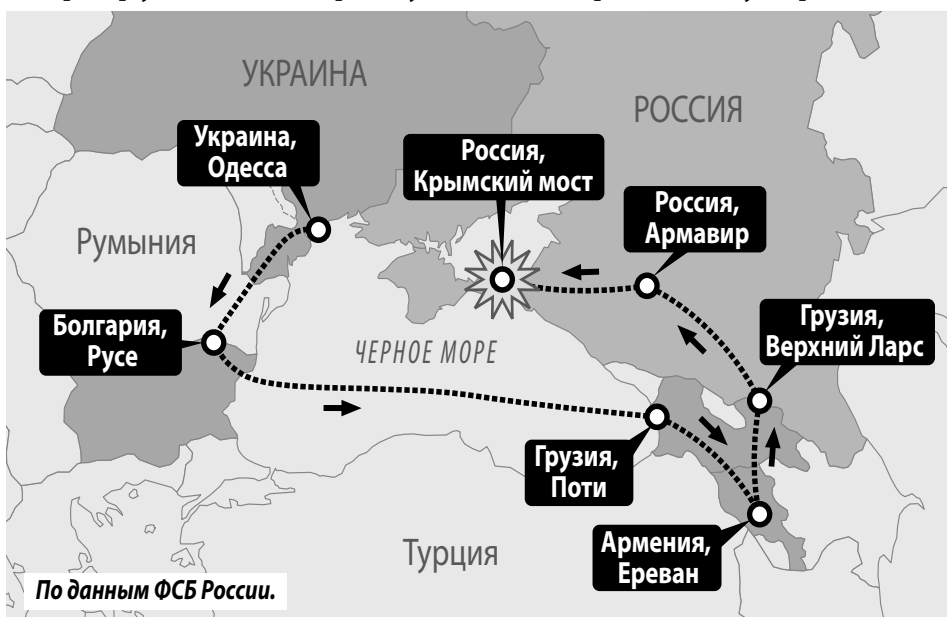 УКРАИНА
РОССИЯ
Украина,
Одесса
Россия,
Крымский мост
Россия,
Армавир
Румыния
Болгария,
Русе
ЧЕРНОЕ МОРЕ
Грузия,
Верхний Ларс
Грузия,
Поти
Турция
Армения,
Ереван
По данным ФСБ России.